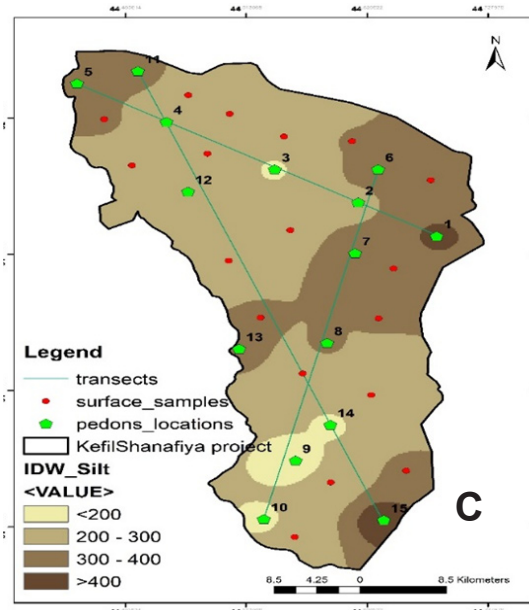 N
11
5
4
3
6
12
2
1
7
13
8
14
9
10
15
Legend
transects
surface_samples
pedons_locations
KefilShanafiya project
IDW_Silt
<VALUE>
<200
200 - 300
300 - 400
>400
C
8.5 4.25 0 8.5 Kilometers